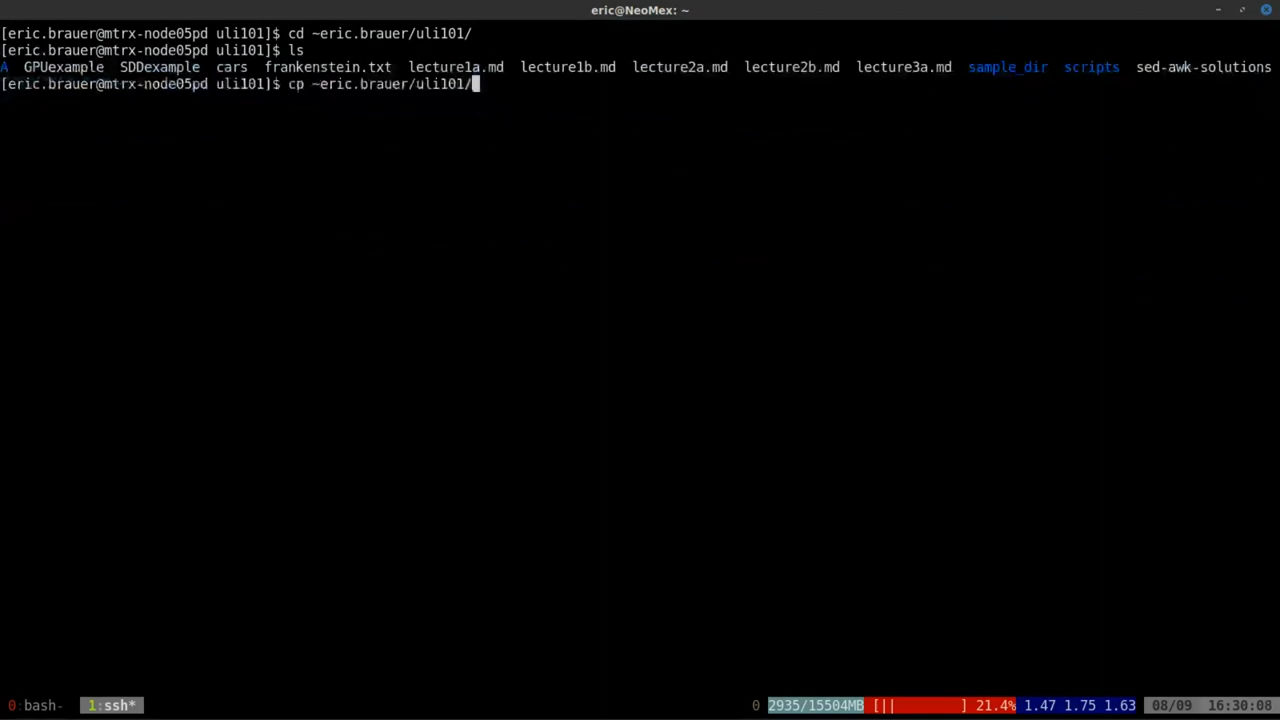 eric@NeoMex: ~
[eric.brauer@mtrx-node05pd uli101]$ cd ~eric.brauer/uli101/
[eric.brauer@mtrx-node05pd uli101]$ ls
A  GPUexample  SDDexample  cars  frankenstein.txt  lecture1a.md  lecture1b.md  lecture2a.md  lecture2b.md  lecture3a.md  sample_dir  scripts  sed-awk-solutions
[eric.brauer@mtrx-node05pd uli101]$ cp ~eric.brauer/uli101/
0:bash-  1:ssh*  0 2935/15504MB [||        ] 21.4% 1.47 1.75 1.63  08/09  16:30:08